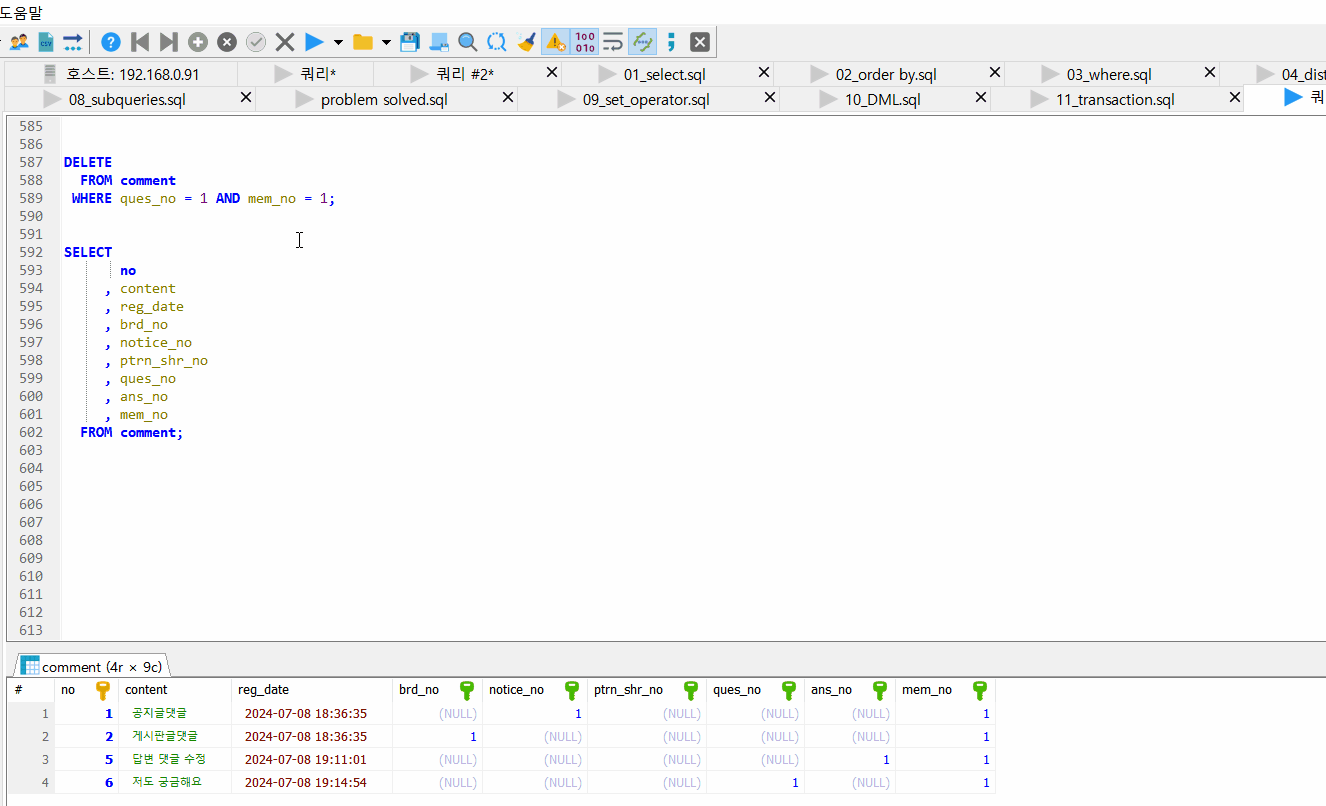 도움말
호스트: 192.168.0.91 쿼리* 쿼리 #2* 01_select.sql 02_order by.sql 03_where.sql 04_dist
08_subqueries.sql problem solved.sql 09_set_operator.sql 10_DML.sql 11_transaction.sql 쿼
585
586
587 DELETE
588 FROM comment
589 WHERE ques_no = 1 AND mem_no = 1;
590
591
592 SELECT
593 no
594 , content
595 , reg_date
596 , brd_no
597 , notice_no
598 , ptrn_shr_no
599 , ques_no
600 , ans_no
601 , mem_no
602 FROM comment;
603
604
605
606
607
608
609
610
611
612
613
comment (4r × 9c)
# no content reg_date brd_no notice_no ptrn_shr_no ques_no ans_no mem_no
1 1 공지글댓글 2024-07-08 18:36:35 (NULL) 1 (NULL) (NULL) (NULL) 1
2 2 게시판글댓글 2024-07-08 18:36:35 1 (NULL) (NULL) (NULL) (NULL) 1
3 5 답변 댓글 수정 2024-07-08 19:11:01 (NULL) (NULL) (NULL) (NULL) 1 1
4 6 저도 궁금해요 2024-07-08 19:14:54 (NULL) (NULL) (NULL) 1 (NULL) 1